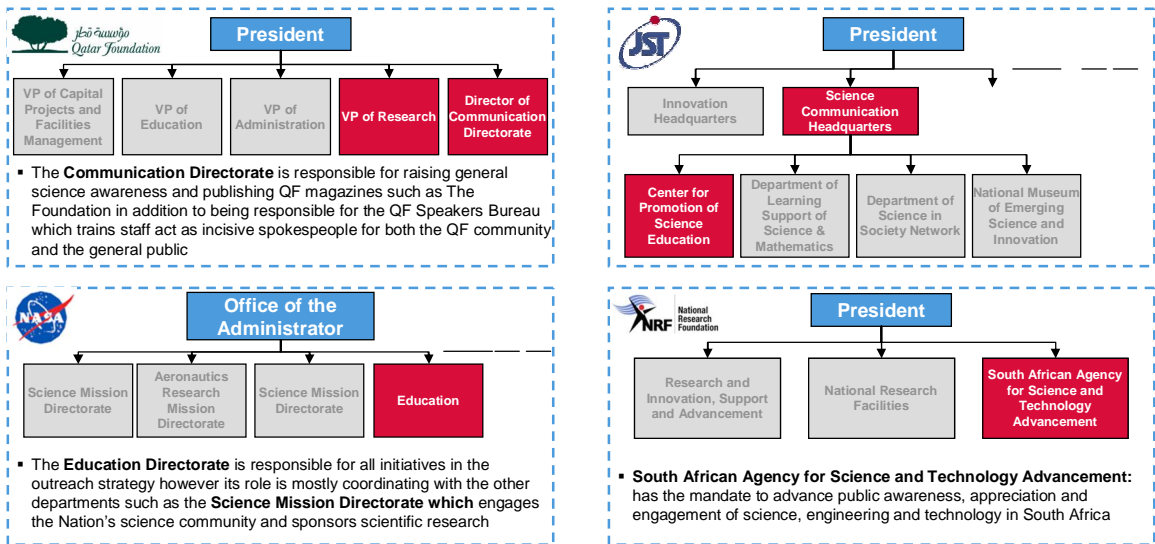 مؤسسة قطر
Qatar Foundation
President
VP of Capital
Projects and
Facilities
Management
VP of
Education
VP of
Administration
VP of Research
Director of
Communication
Directorate
▪ The Communication Directorate is responsible for raising general
science awareness and publishing QF magazines such as The
Foundation in addition to being responsible for the QF Speakers Bureau
which trains staff act as incisive spokespeople for both the QF community
and the general public
JST
President
Innovation
Headquarters
Science
Communication
Headquarters
Center for
Promotion of
Science
Education
Department of
Learning
Support of
Science &
Mathematics
Department of
Science in
Society Network
National Museum
of Emerging
Science and
Innovation
NASA
Office of the
Administrator
Science Mission
Directorate
Aeronautics
Research
Mission
Directorate
Science Mission
Directorate
Education
▪ The Education Directorate is responsible for all initiatives in the
outreach strategy however its role is mostly coordinating with the other
departments such as the Science Mission Directorate which engages
the Nation's science community and sponsors scientific research
NRF
National
Research
Foundation
President
Research and
Innovation, Support
and Advancement
National Research
Facilities
South African Agency
for Science and
Technology
Advancement
▪ South African Agency for Science and Technology Advancement:
has the mandate to advance public awareness, appreciation and
engagement of science, engineering and technology in South Africa